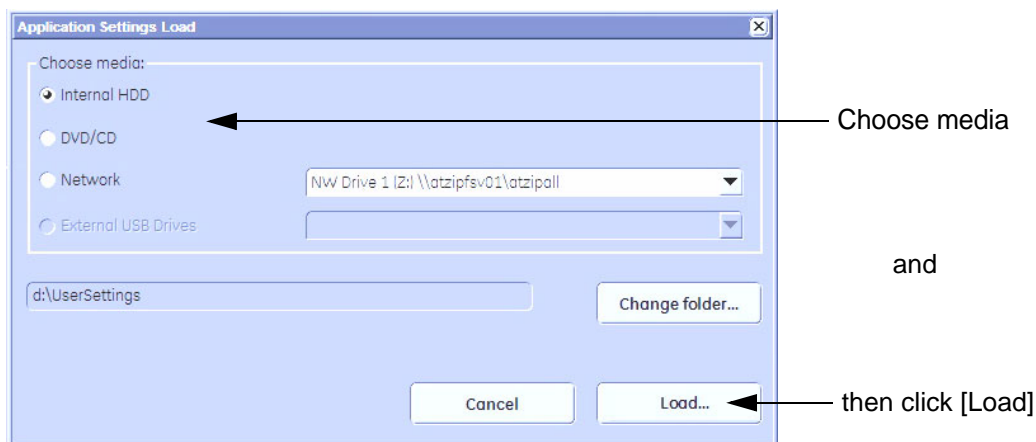 Application Settings Load
Choose media:
Internal HDD
Choose media
DVD/CD
Network
NW Drive 1 (Z:) \\atzipfsv01\atzipall
External USB Drives
and
d:\UserSettings
Change folder...
Cancel
Load...
then click [Load]